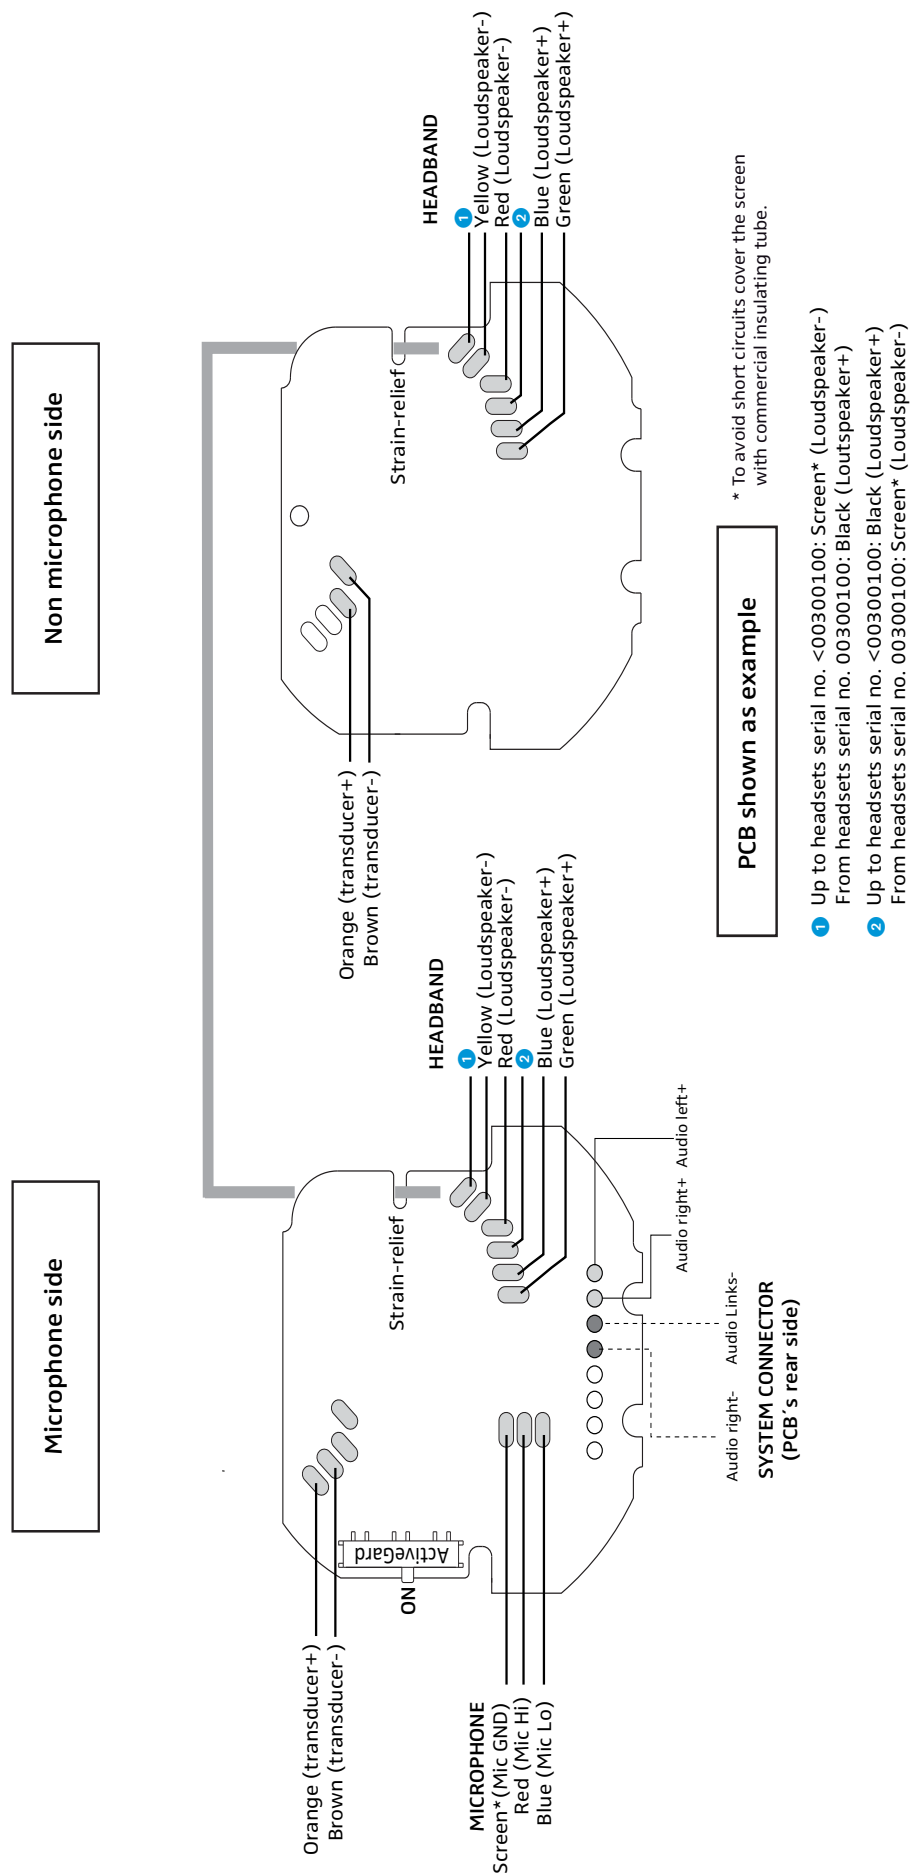 Microphone side
Non microphone side
Orange (transducer+)
Brown (transducer-)
ON
ActiveGard
Strain-relief
HEADBAND
1
Yellow (Loudspeaker-)
Red (Loudspeaker-)
2
Blue (Loudspeaker+)
Green (Loudspeaker+)
MICROPHONE
Screen*(Mic GND)
Red (Mic Hi)
Blue (Mic Lo)
Audio right-
Audio Links-
Audio right+
Audio left+
SYSTEM CONNECTOR
(PCB´s rear side)
Orange (transducer+)
Brown (transducer-)
Strain-relief
HEADBAND
1
Yellow (Loudspeaker-)
Red (Loudspeaker-)
2
Blue (Loudspeaker+)
Green (Loudspeaker+)
PCB shown as example
* To avoid short circuits cover the screen
with commercial insulating tube.
1 Up to headsets serial no. <00300100: Screen* (Loudspeaker-)
From headsets serial no. 00300100: Black (Loutspeaker+)
2 Up to headsets serial no. <00300100: Black (Loudspeaker+)
From headsets serial no. 00300100: Screen* (Loudspeaker-)